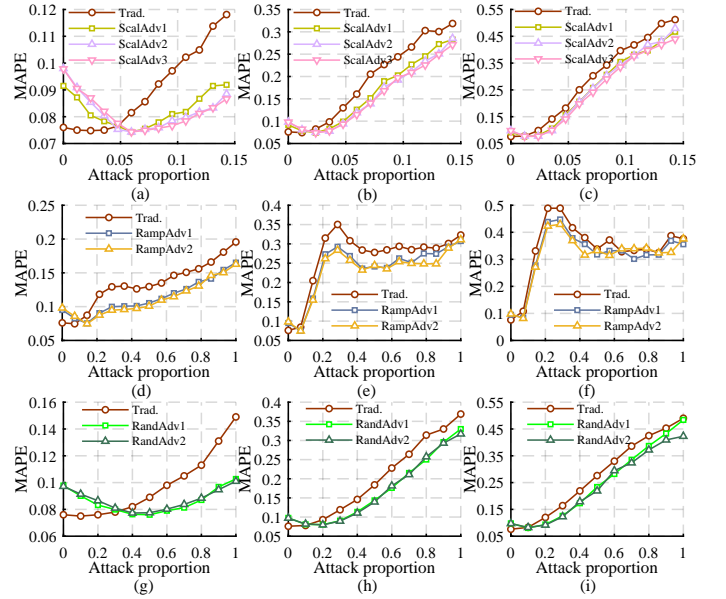 0.12
0.11
0.1
0.09
0.08
0.07
MAPE
Trad.
ScalAdv1
ScalAdv2
ScalAdv3
0 0.05 0.1 0.15
Attack proportion
(a)
0.35
0.3
0.25
0.2
0.15
0.1
0.05
MAPE
Trad.
ScalAdv1
ScalAdv2
ScalAdv3
0 0.05 0.1 0.15
Attack proportion
(b)
0.55
0.45
0.35
0.25
0.15
0.05
MAPE
Trad.
ScalAdv1
ScalAdv2
ScalAdv3
0 0.05 0.1 0.15
Attack proportion
(c)
0.25
0.2
0.15
0.1
0.05
MAPE
Trad.
RampAdv1
RampAdv2
0 0.2 0.4 0.6 0.8 1
Attack proportion
(d)
0.4
0.35
0.3
0.25
0.2
0.15
0.1
0.05
MAPE
Trad.
RampAdv1
RampAdv2
0 0.2 0.4 0.6 0.8 1
Attack proportion
(e)
0.5
0.4
0.3
0.2
0.1
0
MAPE
Trad.
RampAdv1
RampAdv2
0 0.2 0.4 0.6 0.8 1
Attack proportion
(f)
0.16
0.14
0.12
0.1
0.08
0.06
MAPE
Trad.
RandAdv1
RandAdv2
0 0.2 0.4 0.6 0.8 1
Attack proportion
(g)
0.4
0.35
0.3
0.25
0.2
0.15
0.1
0.05
MAPE
Trad.
RandAdv1
RandAdv2
0 0.2 0.4 0.6 0.8 1
Attack proportion
(h)
0.55
0.45
0.35
0.25
0.15
0.05
MAPE
Trad.
RandAdv1
RandAdv2
0 0.2 0.4 0.6 0.8 1
Attack proportion
(i)